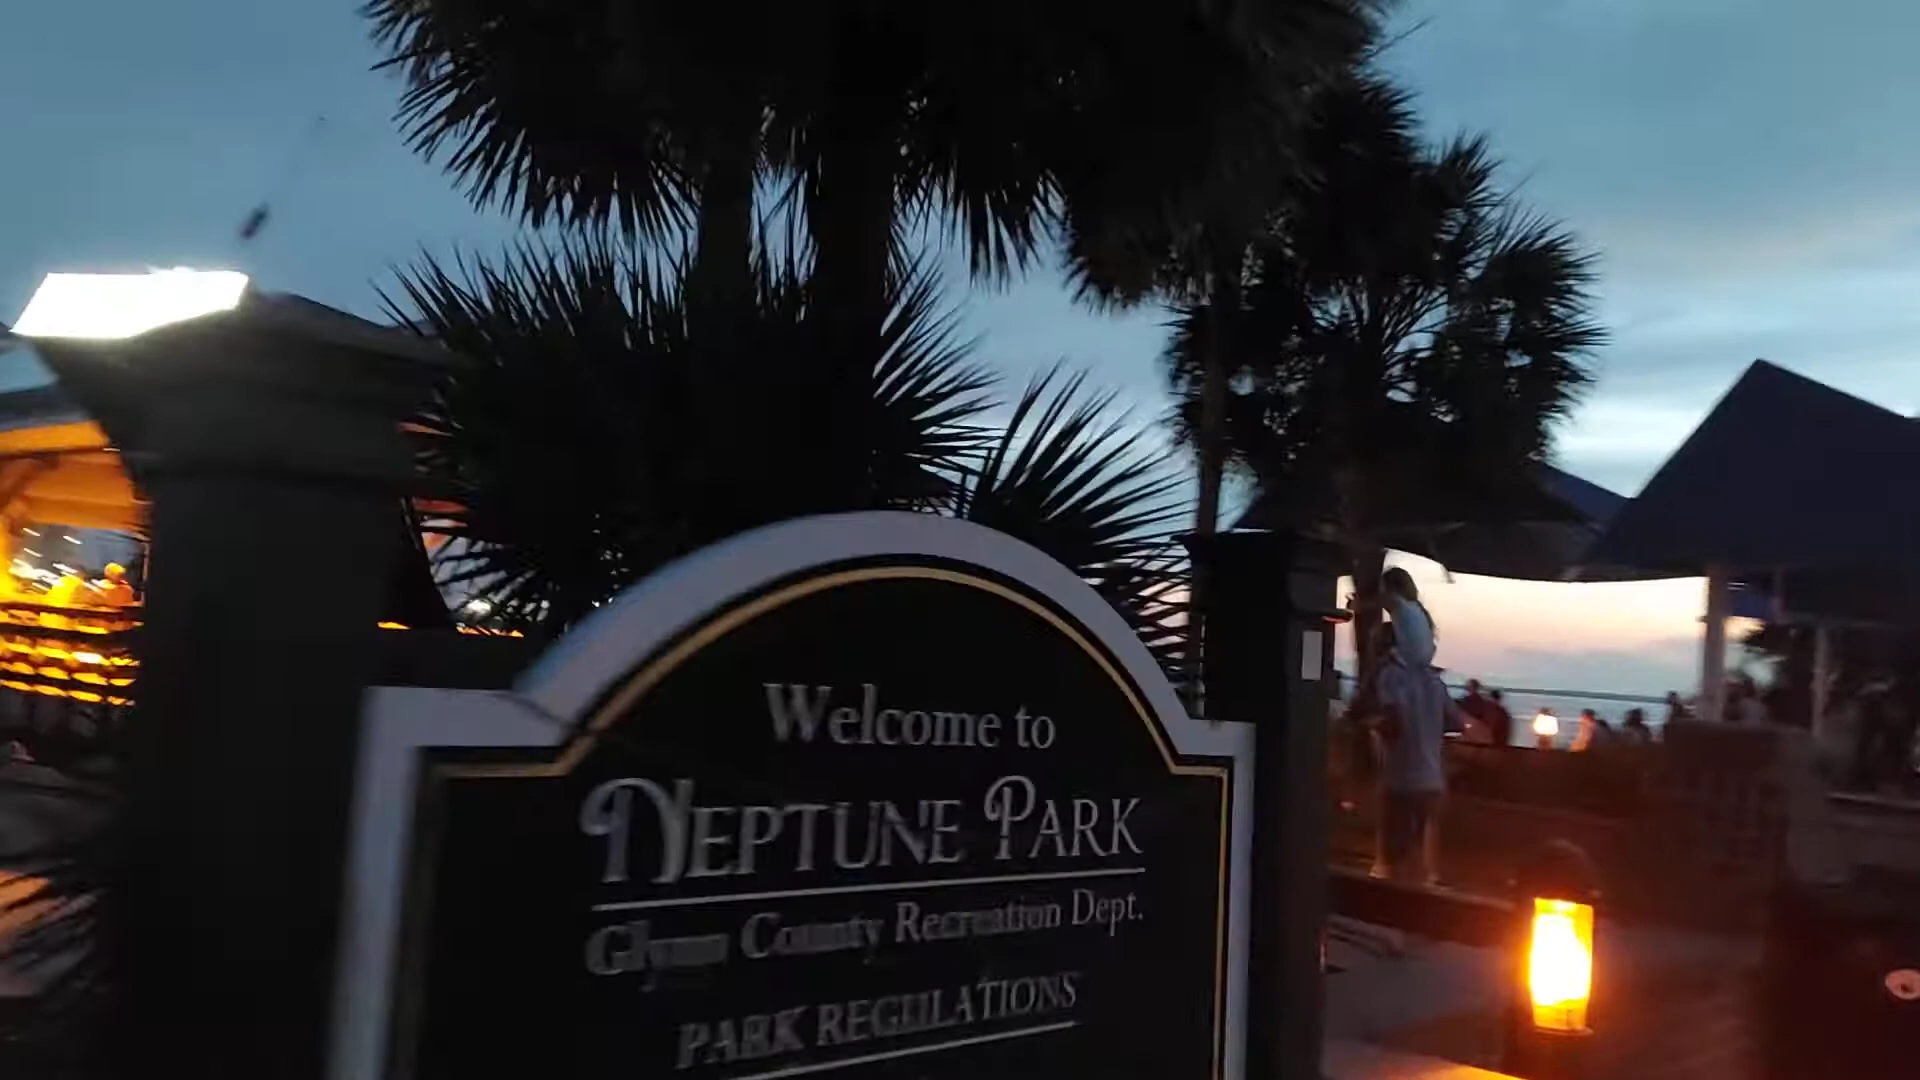 Welcome to
NEPTUNE PARK
Glynn County Recreation Dept.
PARK REGULATIONS